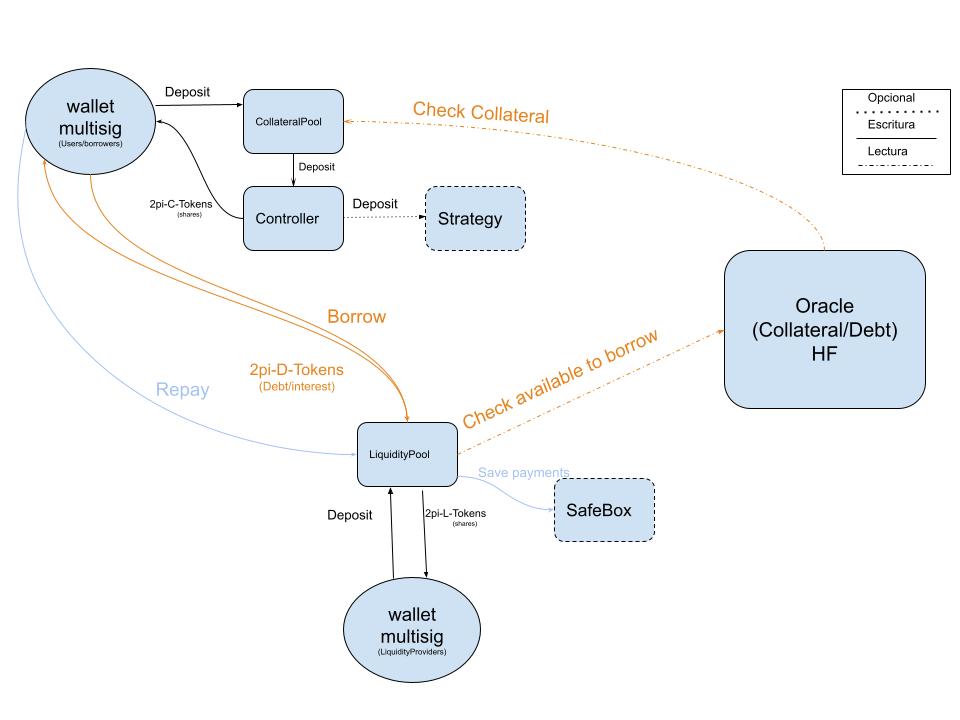 Deposit
wallet
multisig
(Users/borrowers)
CollateralPool
Check Collateral
Opcional
Escritura
Lectura
Deposit
2pi-C-Tokens
(shares)
Controller
Deposit
Strategy
Oracle
(Collateral/Debt)
HF
Borrow
Check available to borrow
2pi-D-Tokens
(Debt/interest)
Repay
LiquidityPool
Save payments
SafeBox
Deposit
2pi-L-Tokens
(shares)
wallet
multisig
(LiquidityProviders)